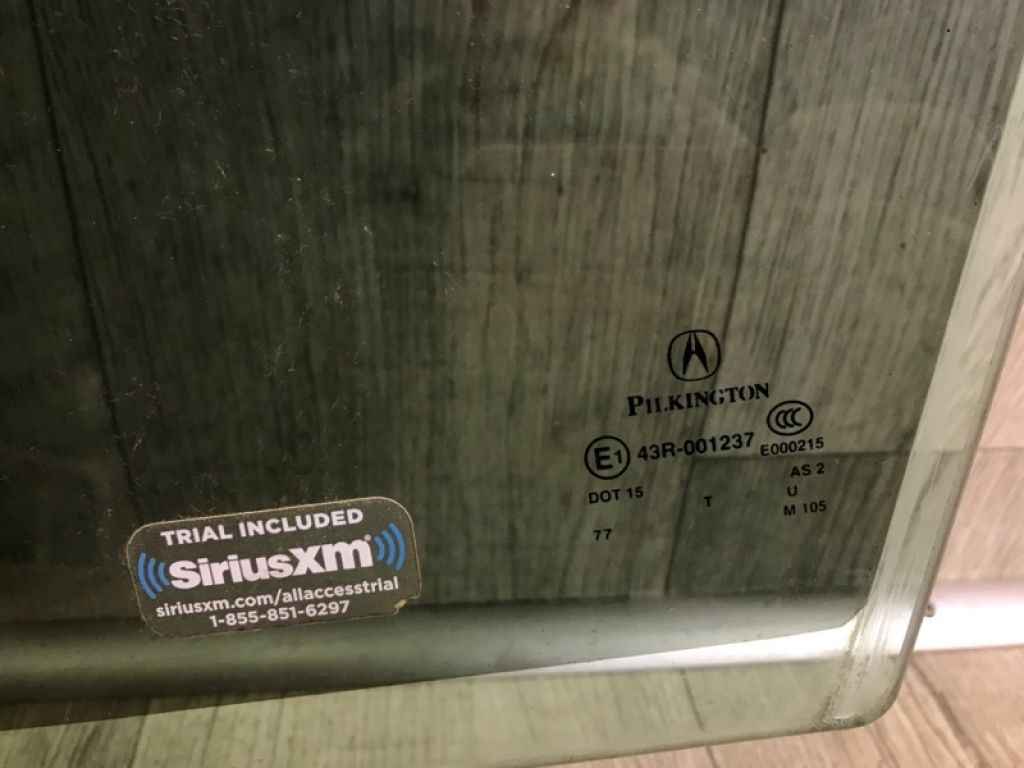 PILKINGTON
CCC
E1 43R-001237 E000215
AS 2
DOT 15 T U
M 105
77
TRIAL INCLUDED
SiriusXm
siriusxm.com/allaccesstrial
1-855-851-6297